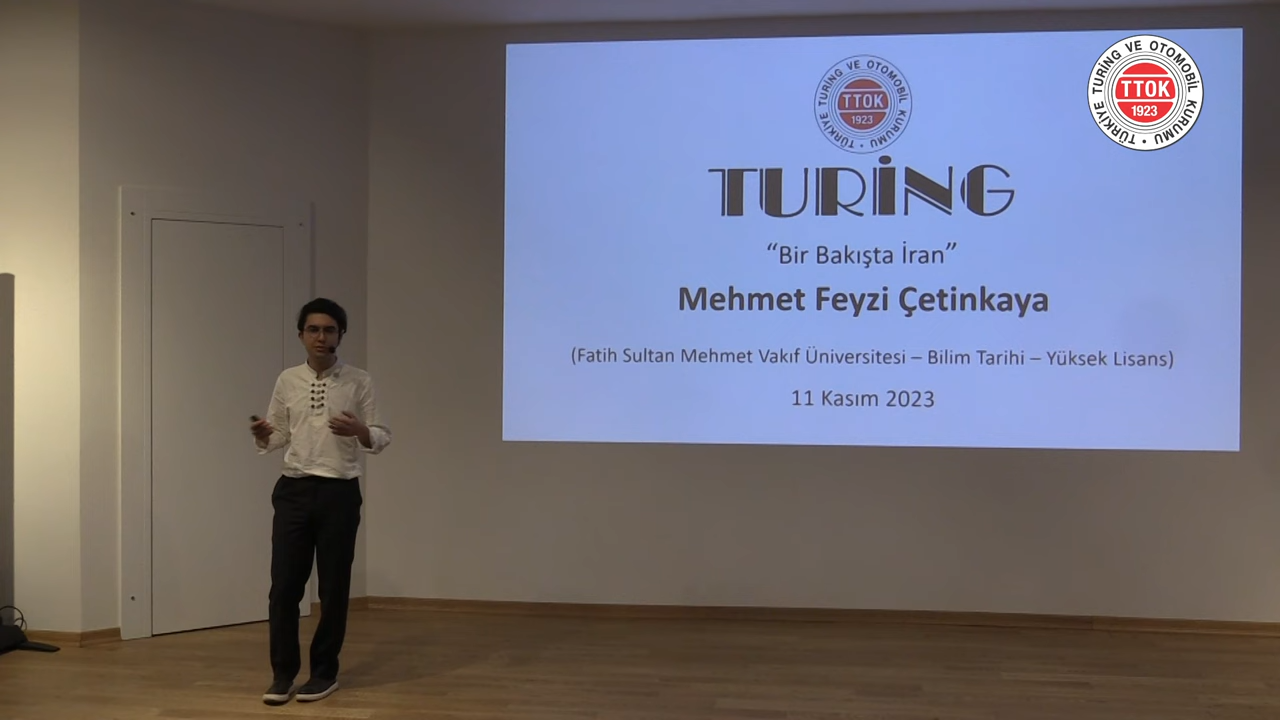 TÜRKİYE TURİNG VE OTOMOBİL KURUMU
TTOK
1923
TURİNG
“Bir Bakışta İran”
Mehmet Feyzi Çetinkaya
(Fatih Sultan Mehmet Vakıf Üniversitesi – Bilim Tarihi – Yüksek Lisans)
11 Kasım 2023
TÜRKİYE TURİNG VE OTOMOBİL KURUMU
TTOK
1923